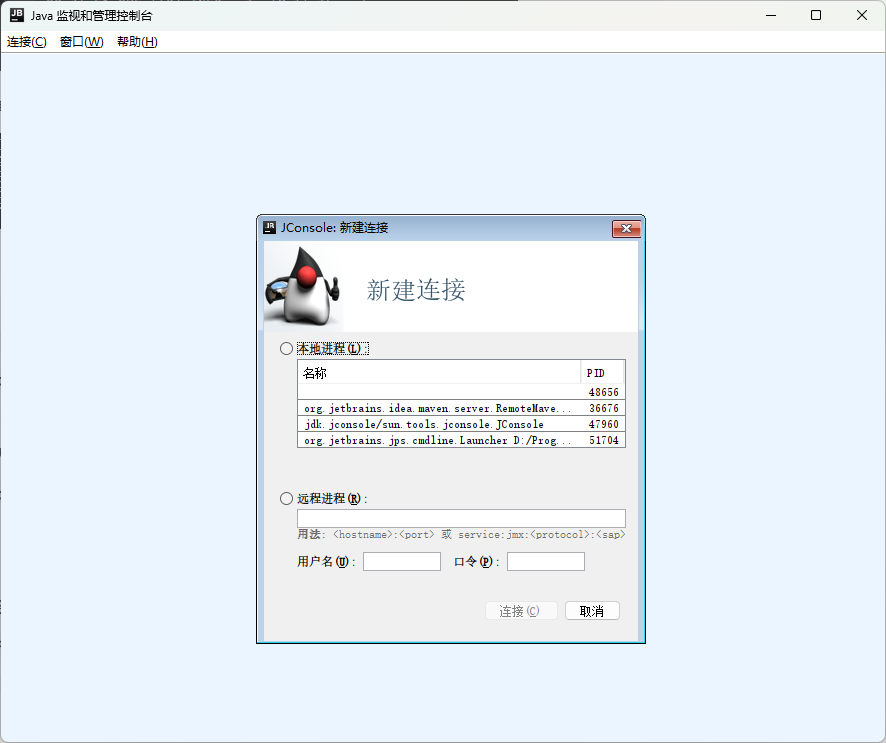 JB Java 监视和管理控制台
连接(C) 窗口(W) 帮助(H)
JB JConsole: 新建连接
新建连接
本地进程(L):
名称 PID
48656
org.jetbrains.idea.maven.server.RemoteMave... 36676
jdk.jconsole/sun.tools.jconsole.JConsole 47960
org.jetbrains.jps.cmdline.Launcher D:/Prog... 51704
远程进程(R):
用法: <hostname>:<port> 或 service:jmx:<protocol>:<sap>
用户名(U): 口令(P):
连接(C) 取消